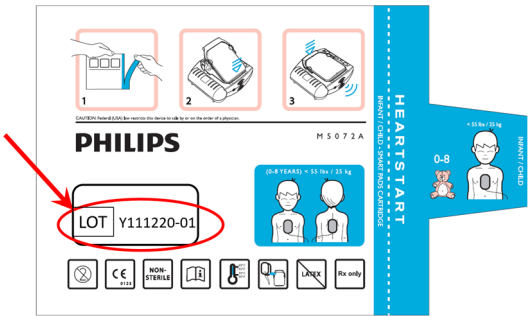 1
2
3
CAUTION: Federal (USA) law restricts this device to sale by or on the order of a physician.
PHILIPS
M5072A
LOT Y111220-01
(0-8 YEARS) < 55 lbs / 25 kg
CE
0123
NON-
STERILE
i
LATEX
Rx only
HEARTSTART
INFANT / CHILD - SMART PADS CARTRIDGE
0-8
< 55 lbs / 25 kg
INFANT / CHILD